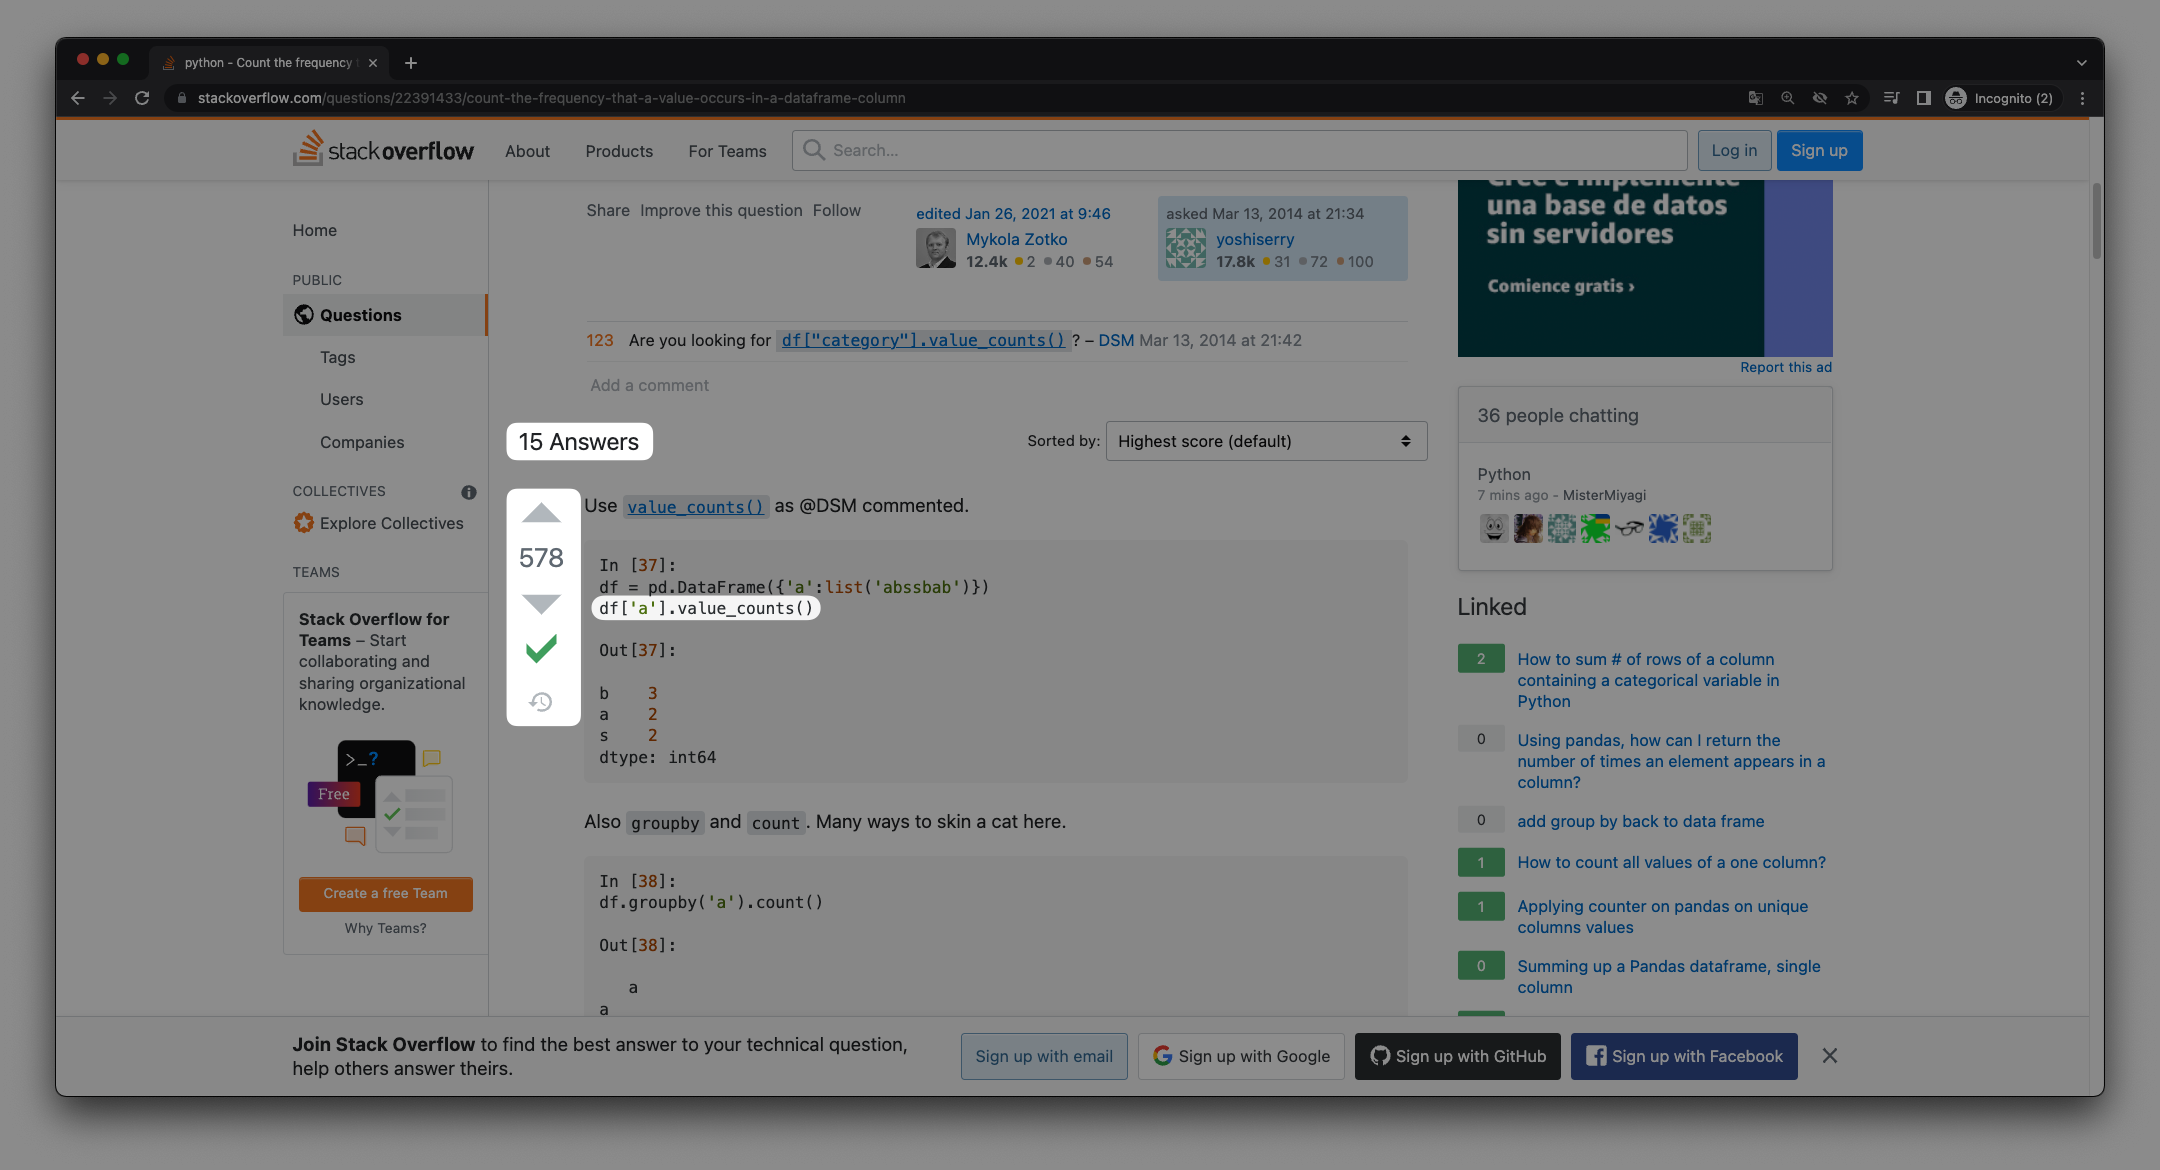 python - Count the frequency
stackoverflow.com/questions/22391433/count-the-frequency-that-a-value-occurs-in-a-dataframe-column
Incognito (2)
stackoverflow
About
Products
For Teams
Search...
Log in
Sign up
Home
PUBLIC
Questions
Tags
Users
Companies
COLLECTIVES
Explore Collectives
TEAMS
Stack Overflow for
Teams – Start
collaborating and
sharing organizational
knowledge.
>_?
Free
Create a free Team
Why Teams?
Share Improve this question Follow
edited Jan 26, 2021 at 9:46
Mykola Zotko
12.4k 2 40 54
asked Mar 13, 2014 at 21:34
yoshiserry
17.8k 31 72 100
123 Are you looking for df["category"].value_counts() ? – DSM Mar 13, 2014 at 21:42
Add a comment
15 Answers
Sorted by: Highest score (default)
578
Use value_counts() as @DSM commented.
In [37]:
df = pd.DataFrame({'a':list('abssbab')})
df['a'].value_counts()
Out[37]:
b 3
a 2
s 2
dtype: int64
Also groupby and count. Many ways to skin a cat here.
In [38]:
df.groupby('a').count()
Out[38]:
a
a
Cree e implemente
una base de datos
sin servidores
Comience gratis ›
Report this ad
36 people chatting
Python
7 mins ago - MisterMiyagi
Linked
2 How to sum # of rows of a column
containing a categorical variable in
Python
0 Using pandas, how can I return the
number of times an element appears in a
column?
0 add group by back to data frame
1 How to count all values of a one column?
1 Applying counter on pandas on unique
columns values
0 Summing up a Pandas dataframe, single
column
Join Stack Overflow to find the best answer to your technical question,
help others answer theirs.
Sign up with email
Sign up with Google
Sign up with GitHub
Sign up with Facebook